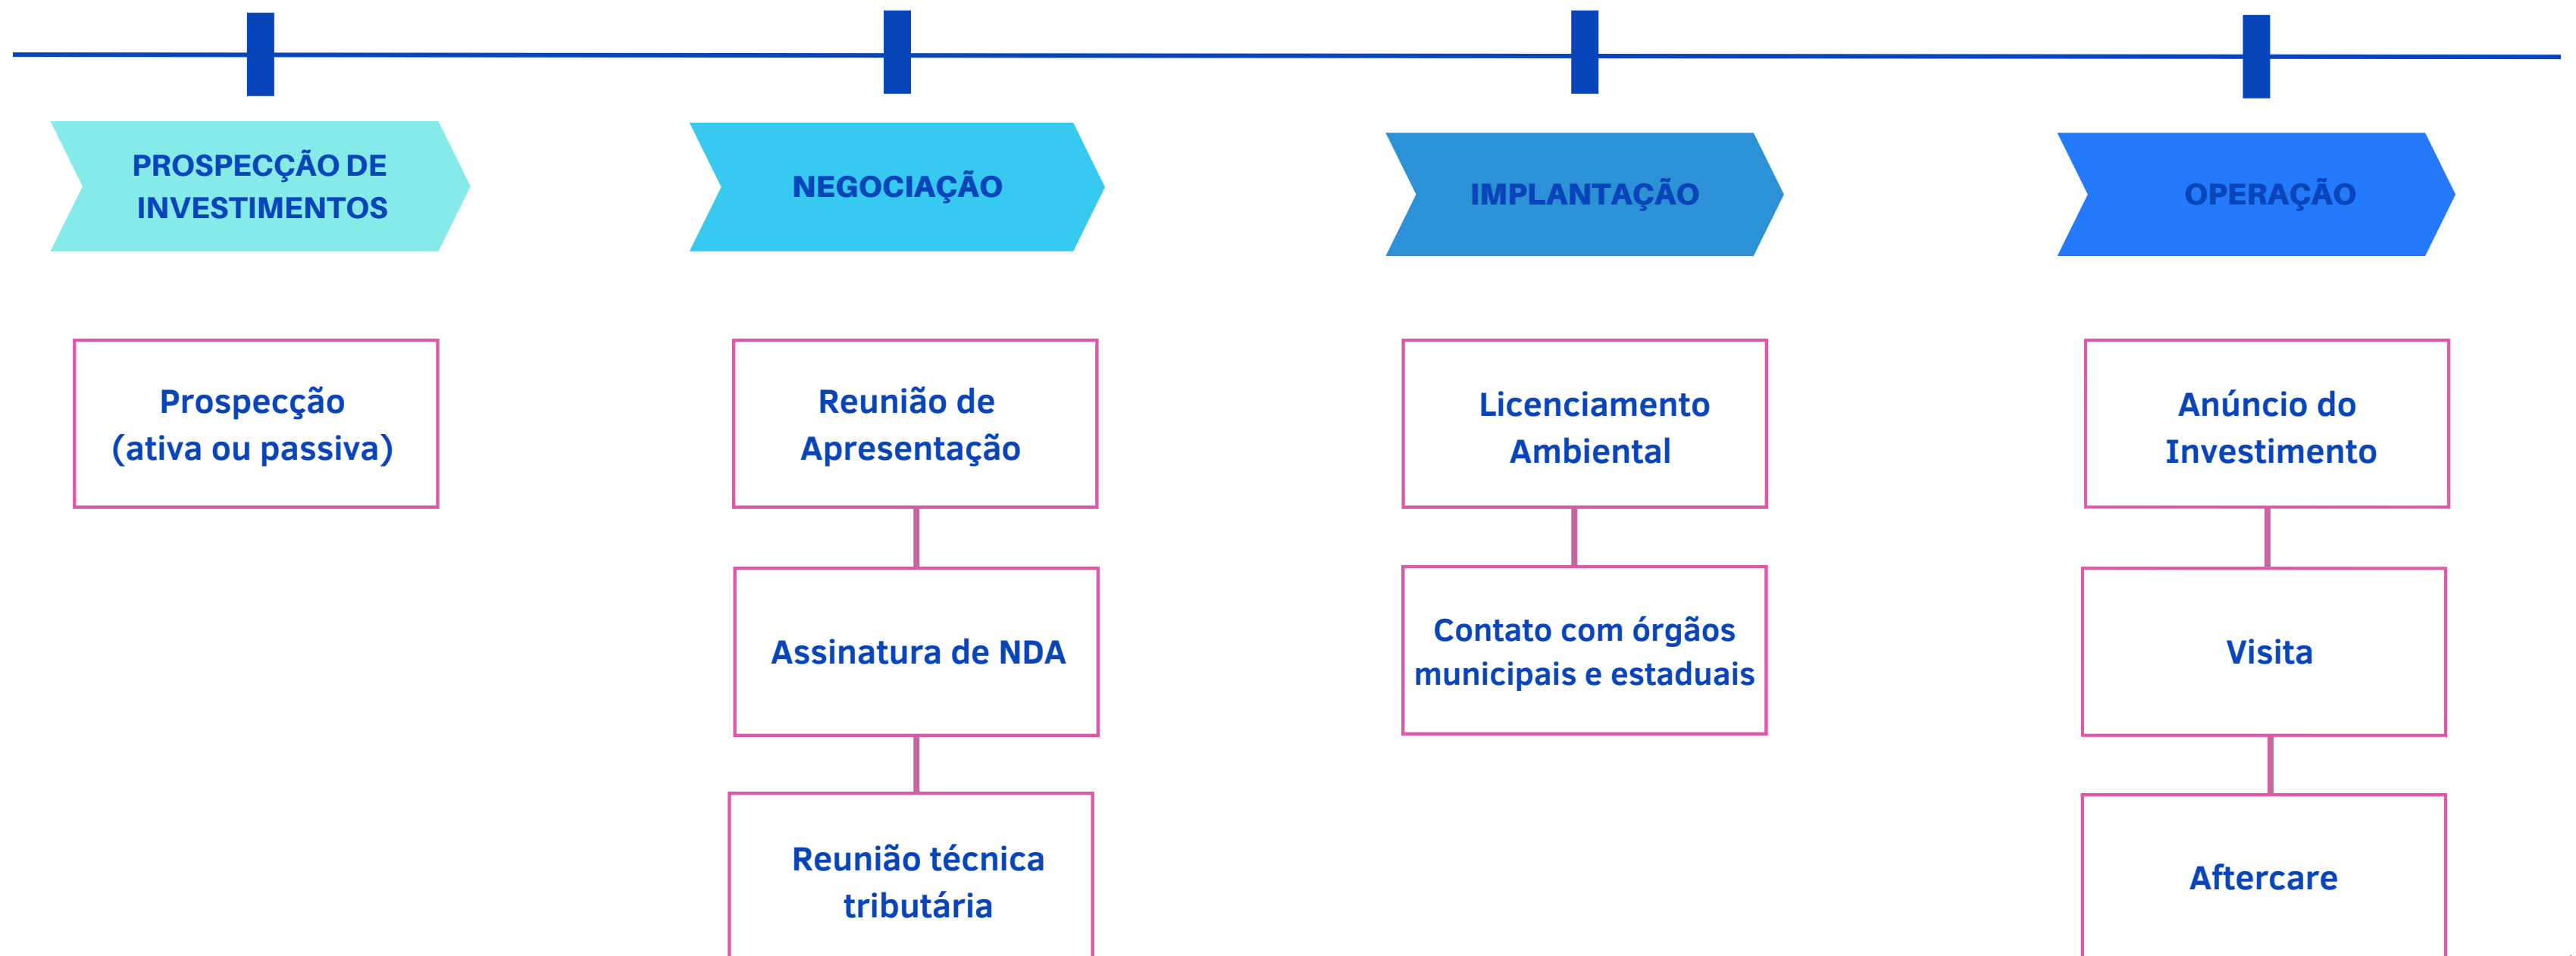 PROSPECÇÃO DE
INVESTIMENTOS
NEGOCIAÇÃO
IMPLANTAÇÃO
OPERAÇÃO
Prospecção
(ativa ou passiva)
Reunião de
Apresentação
Assinatura de NDA
Reunião técnica
tributária
Licenciamento
Ambiental
Contato com órgãos
municipais e estaduais
Anúncio do
Investimento
Visita
Aftercare